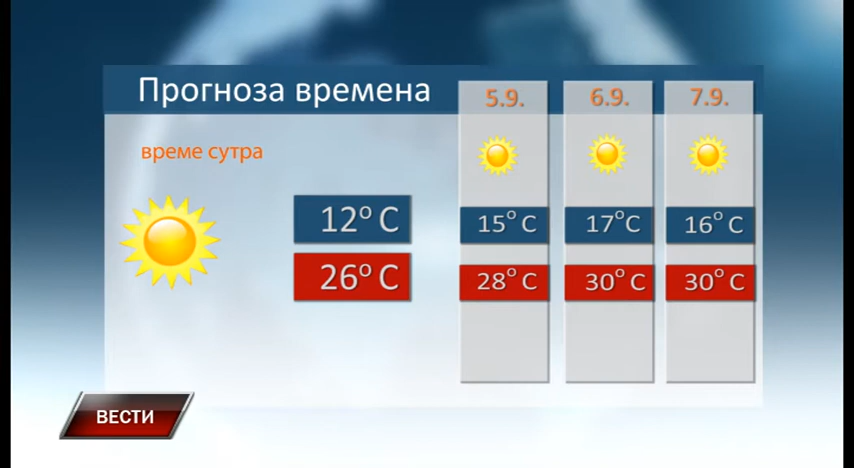 Прогноза времена
време сутра
12° C
26° C
5.9.
15° C
28° C
6.9.
17°C
30° C
7.9.
16° C
30° C
ВЕСТИ